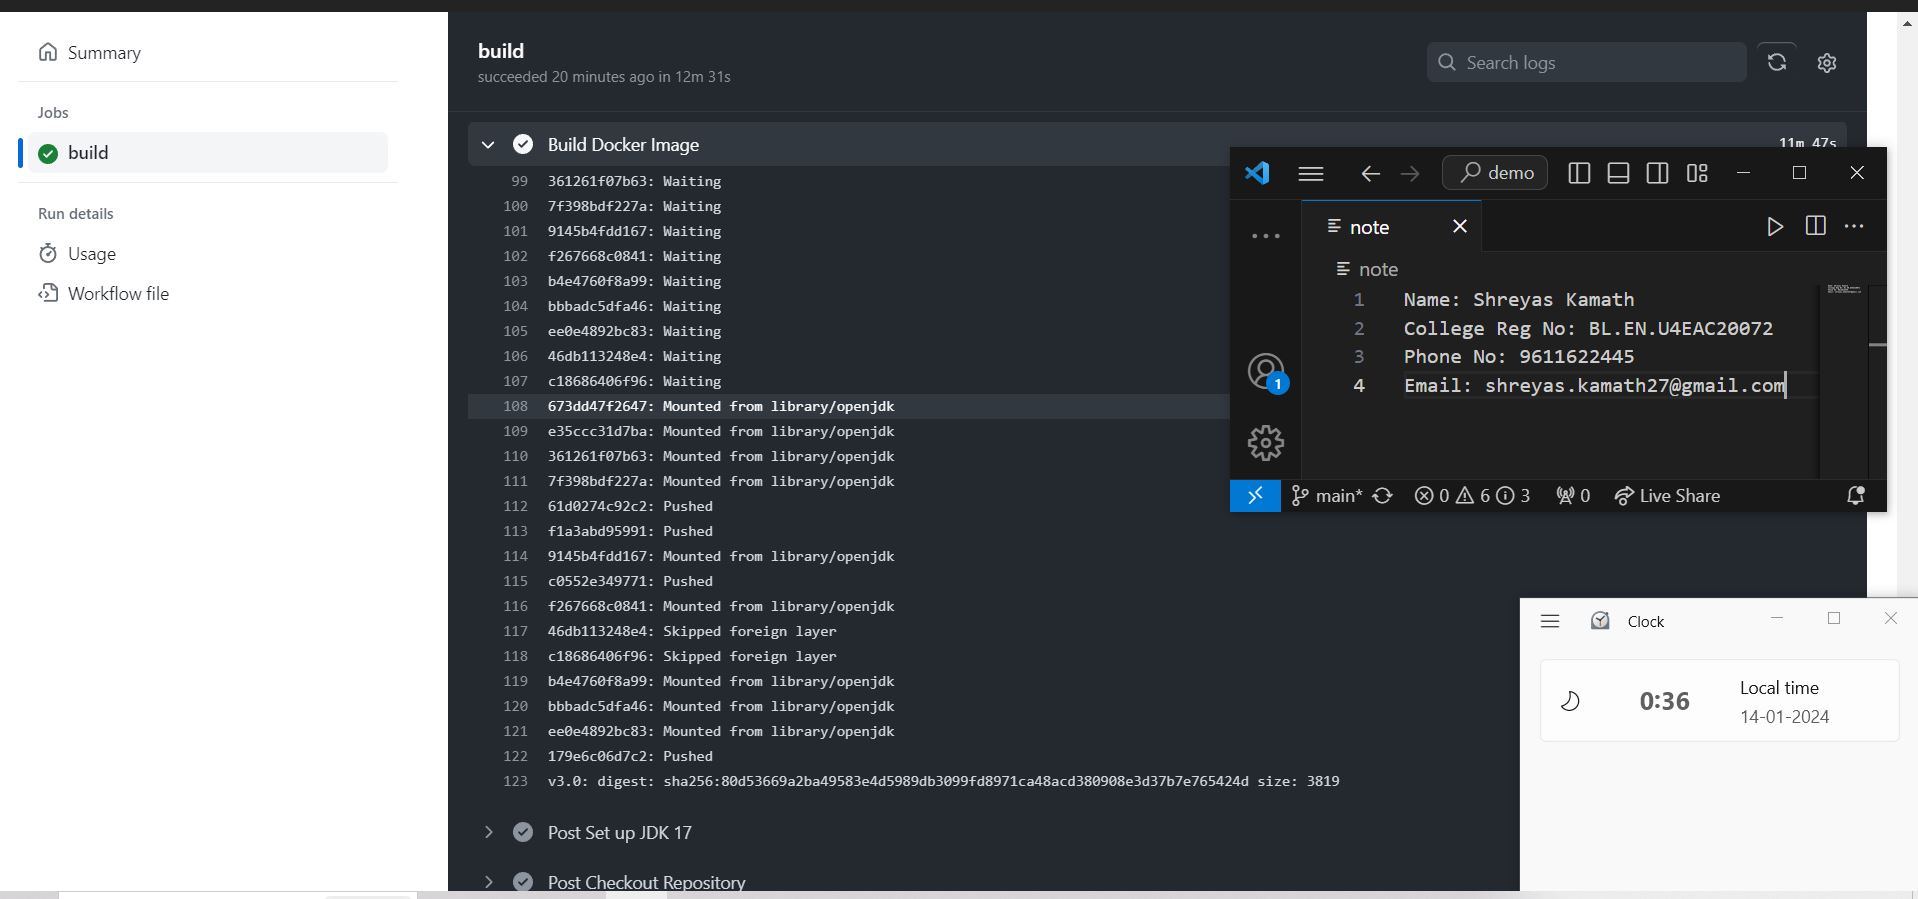 Summary
Jobs
build
Run details
Usage
Workflow file
build
succeeded 20 minutes ago in 12m 31s
Search logs
Build Docker Image
11m 47s
99 361261f07b63: Waiting
100 7f398bdf227a: Waiting
101 9145b4fdd167: Waiting
102 f267668c0841: Waiting
103 b4e4760f8a99: Waiting
104 bbbadc5dfa46: Waiting
105 ee0e4892bc83: Waiting
106 46db113248e4: Waiting
107 c18686406f96: Waiting
108 673dd47f2647: Mounted from library/openjdk
109 e35ccc31d7ba: Mounted from library/openjdk
110 361261f07b63: Mounted from library/openjdk
111 7f398bdf227a: Mounted from library/openjdk
112 61d0274c92c2: Pushed
113 f1a3abd95991: Pushed
114 9145b4fdd167: Mounted from library/openjdk
115 c0552e349771: Pushed
116 f267668c0841: Mounted from library/openjdk
117 46db113248e4: Skipped foreign layer
118 c18686406f96: Skipped foreign layer
119 b4e4760f8a99: Mounted from library/openjdk
120 bbbadc5dfa46: Mounted from library/openjdk
121 ee0e4892bc83: Mounted from library/openjdk
122 179e6c06d7c2: Pushed
123 v3.0: digest: sha256:80d53669a2ba49583e4d5989db3099fd8971ca48acd380908e3d37b7e765424d size: 3819
Post Set up JDK 17
Post Checkout Repository
demo
note
note
1 Name: Shreyas Kamath
2 College Reg No: BL.EN.U4EAC20072
3 Phone No: 9611622445
4 Email: shreyas.kamath27@gmail.com
1
main* 0 6 3 0 Live Share
Clock
0:36
Local time
14-01-2024